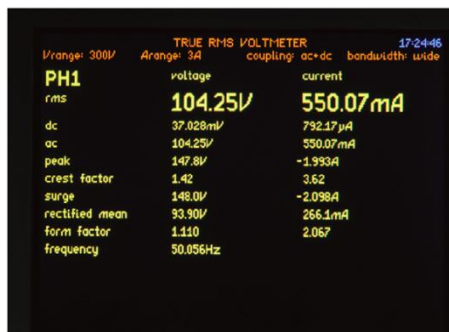 TRUE RMS VOLTMETER 17:24:46
Vrange: 300V Arange: 3A coupling: ac+dc bandwidth: wide
PH1 voltage current
rms 104.25V 550.07mA
dc 37.028mV 792.17µA
ac 104.25V 550.07mA
peak 147.8V -1.993A
crest factor 1.42 3.62
surge 148.0V -2.098A
rectified mean 93.90V 266.1mA
form factor 1.110 2.067
frequency 50.056Hz